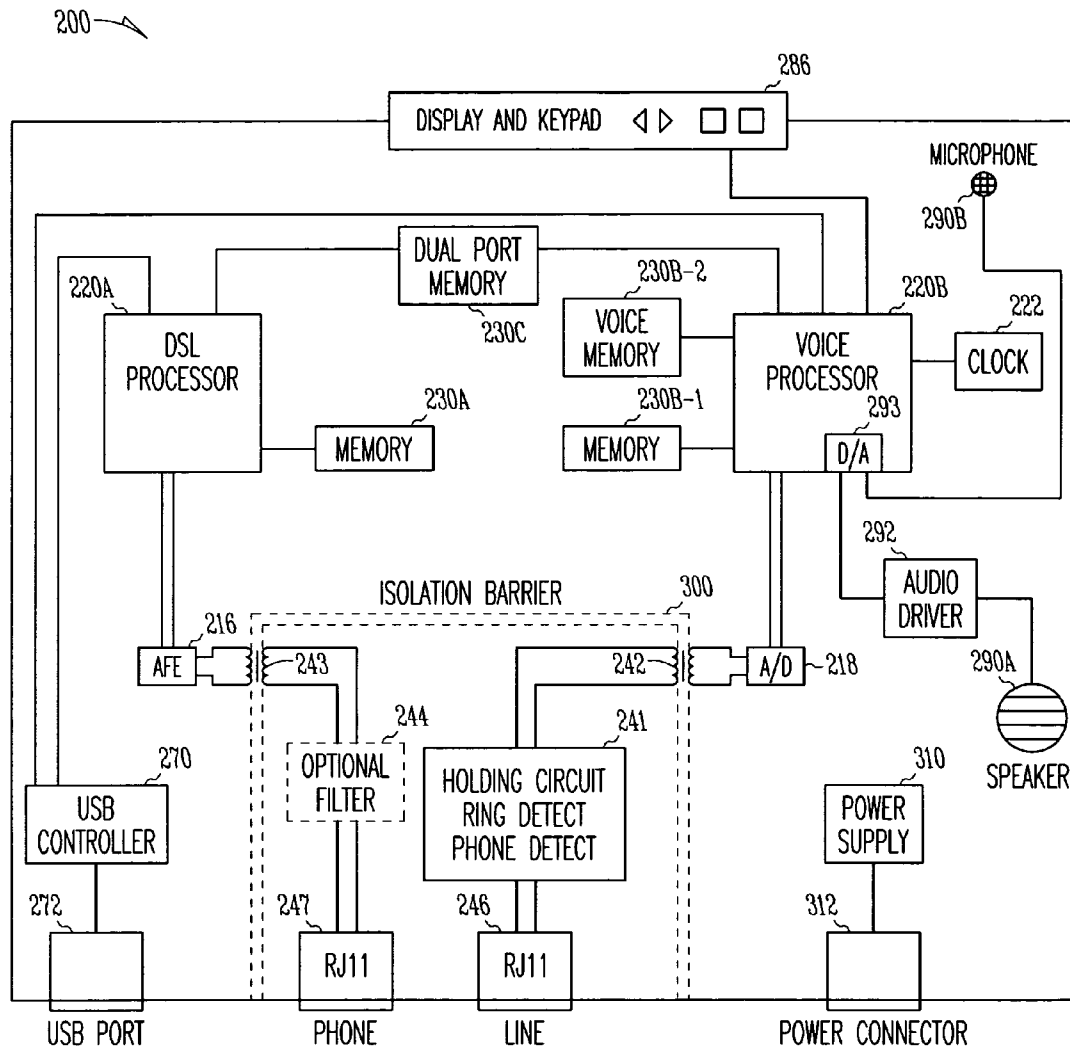 200
286
DISPLAY AND KEYPAD
MICROPHONE
290B
DUAL PORT
MEMORY
230C
220A
DSL
PROCESSOR
230B-2
VOICE
MEMORY
220B
VOICE
PROCESSOR
222
CLOCK
230A
MEMORY
230B-1
MEMORY
293
D/A
292
AUDIO
DRIVER
ISOLATION BARRIER
300
216
AFE
243
242
A/D
218
290A
SPEAKER
244
OPTIONAL
FILTER
241
HOLDING CIRCUIT
RING DETECT
PHONE DETECT
270
USB
CONTROLLER
310
POWER
SUPPLY
272
247
RJ11
246
RJ11
312
USB PORT
PHONE
LINE
POWER CONNECTOR